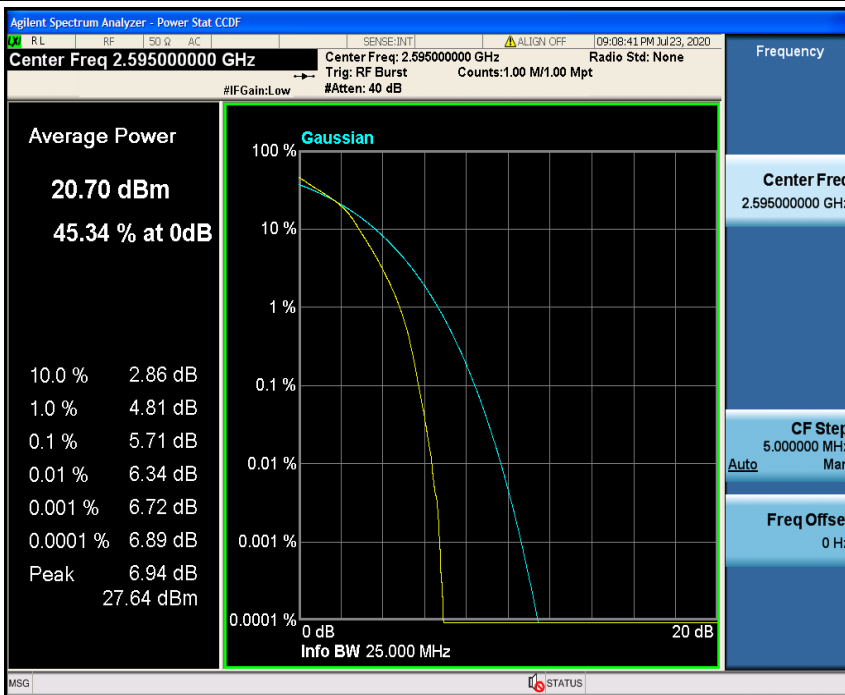 Agilent Spectrum Analyzer - Power Stat CCDF
LXI RL RF 50 Ω AC SENSE:INT ALIGN OFF 09:08:41 PM Jul 23, 2020
Center Freq 2.595000000 GHz
Center Freq: 2.595000000 GHz Radio Std: None
Trig: RF Burst Counts:1.00 M/1.00 Mpt
#IFGain:Low #Atten: 40 dB
Average Power
20.70 dBm
45.34 % at 0dB
10.0 % 2.86 dB
1.0 % 4.81 dB
0.1 % 5.71 dB
0.01 % 6.34 dB
0.001 % 6.72 dB
0.0001 % 6.89 dB
Peak 6.94 dB
27.64 dBm
Gaussian
100 %
10 %
1 %
0.1 %
0.01 %
0.001 %
0.0001 %
0 dB 20 dB
Info BW 25.000 MHz
Frequency
Center Freq
2.595000000 GHz
CF Step
5.000000 MHz
Auto Man
Freq Offse
0 Hz
MSG STATUS